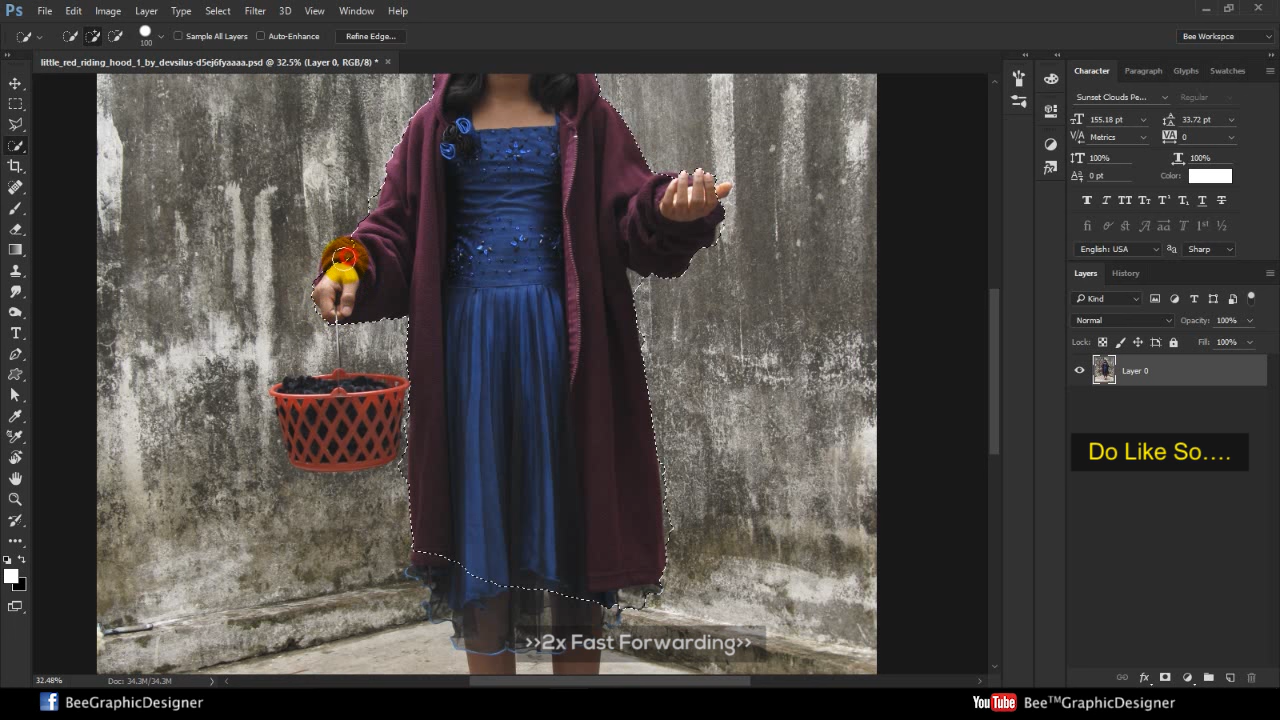 Ps File Edit Image Layer Type Select Filter 3D View Window Help
100 Sample All Layers Auto-Enhance Refine Edge... Bee Workspce
little_red_riding_hood_1_by_devsilus-d5ej6fyaaaa.psd @ 32.5% (Layer 0, RGB/8) * ×
Character Paragraph Glyphs Swatches
Sunset Clouds Pe... Regular
155.18 pt 33.72 pt
Metrics 0
100% 100%
0 pt Color:
English: USA Sharp
Layers History
Kind
Normal Opacity: 100%
Lock: Fill: 100%
Layer 0
Do Like So....
>>2x Fast Forwarding>>
32.48% Doc: 34.3M/34.3M
BeeGraphicDesigner
YouTube Bee™GraphicDesigner